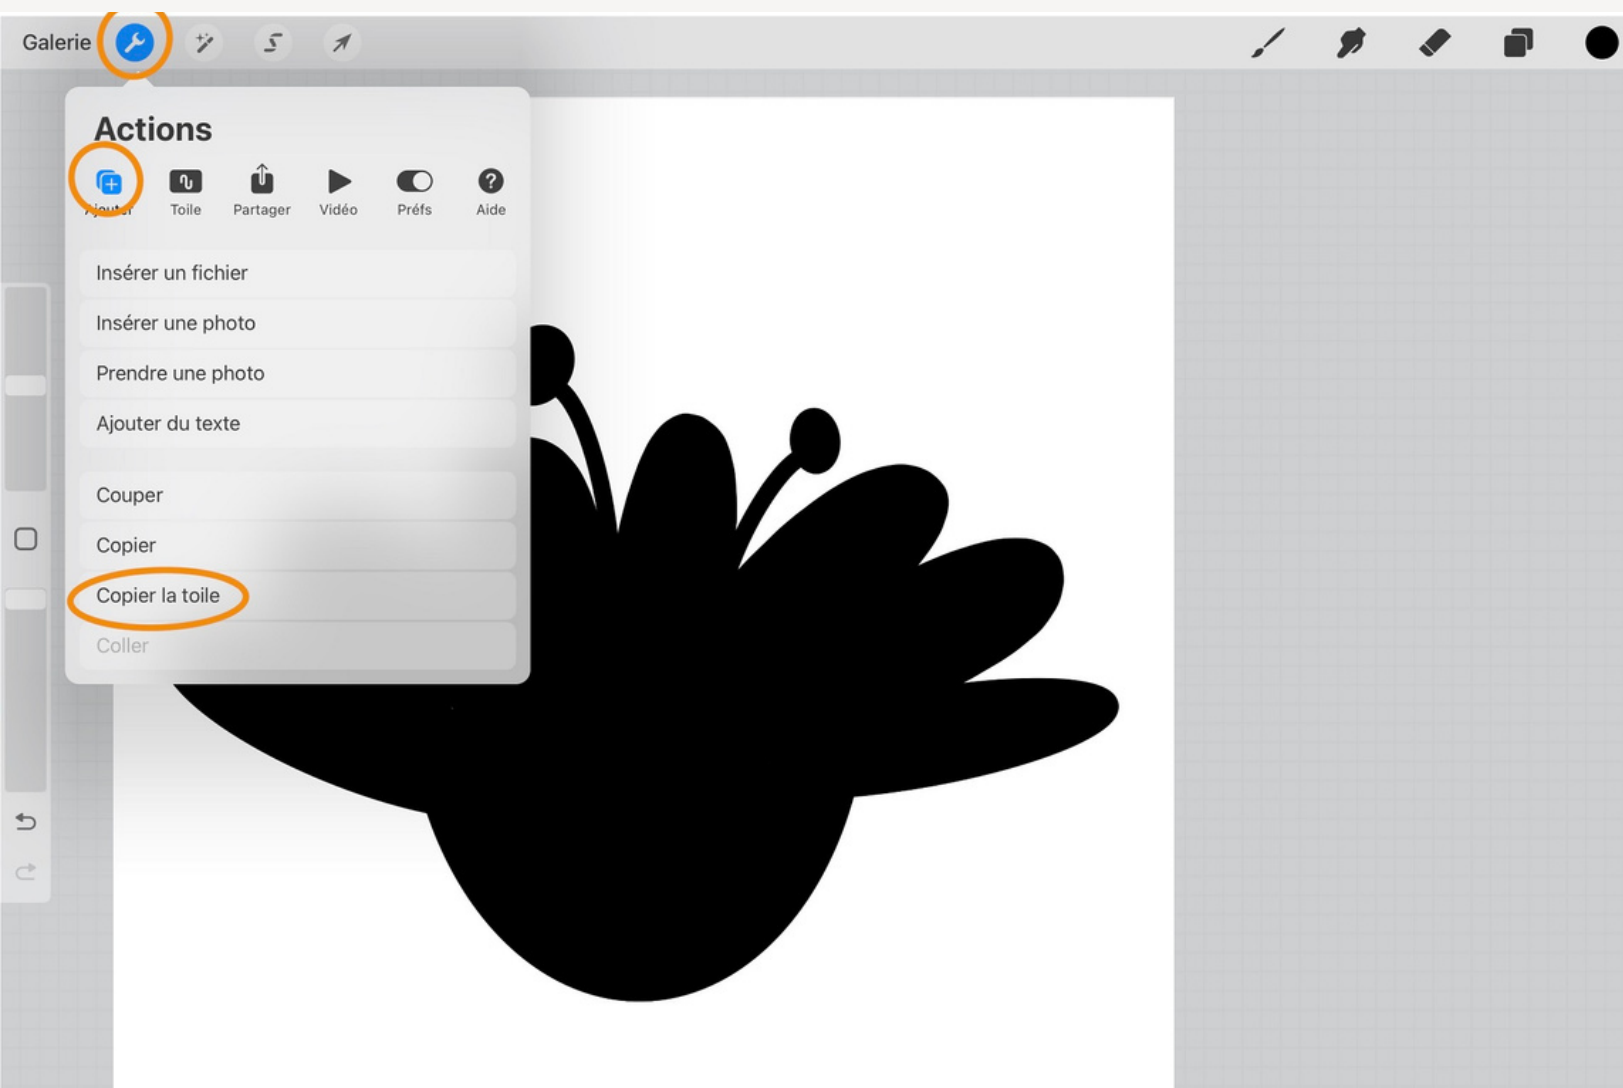 Galerie
Actions
Ajouter
Toile
Partager
Vidéo
Préfs
Aide
Insérer un fichier
Insérer une photo
Prendre une photo
Ajouter du texte
Couper
Copier
Copier la toile
Coller